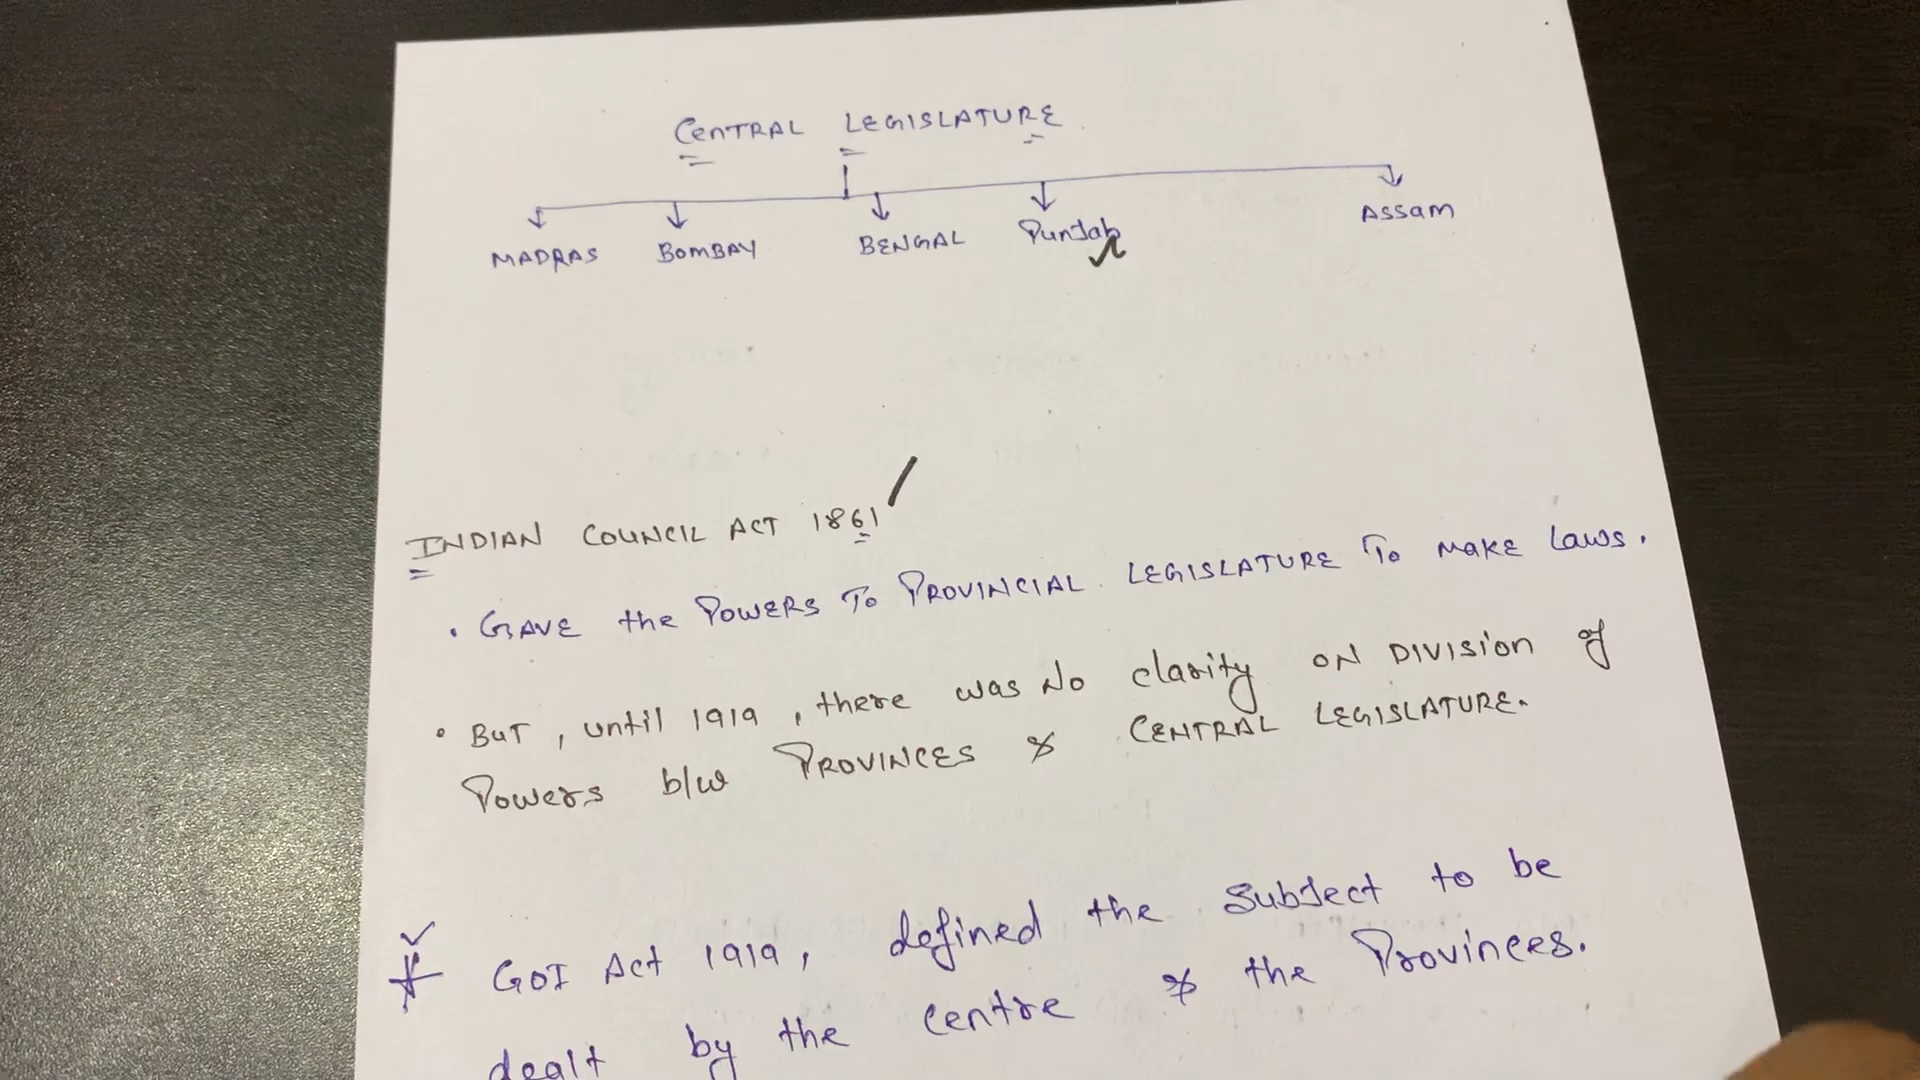 CENTRAL LEGISLATURE
MADRAS BOMBAY BENGAL PunJab ASSam
INDIAN COUNCIL ACT 1861
• GAVE the POWERS To PROVINCIAL LEGISLATURE To MAKE Laws.
• BUT, until 1919, there was No clarity ON DIVISION of
Powers b/w PROVINCES & CENTRAL LEGISLATURE.
GOI Act 1919, defined the SubJect to be
dealt by the centre & the Provinces.